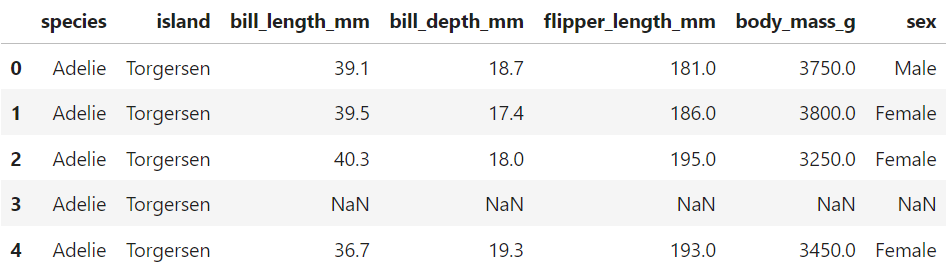 species island bill_length_mm bill_depth_mm flipper_length_mm body_mass_g sex
0 Adelie Torgersen 39.1 18.7 181.0 3750.0 Male
1 Adelie Torgersen 39.5 17.4 186.0 3800.0 Female
2 Adelie Torgersen 40.3 18.0 195.0 3250.0 Female
3 Adelie Torgersen NaN NaN NaN NaN NaN
4 Adelie Torgersen 36.7 19.3 193.0 3450.0 Female